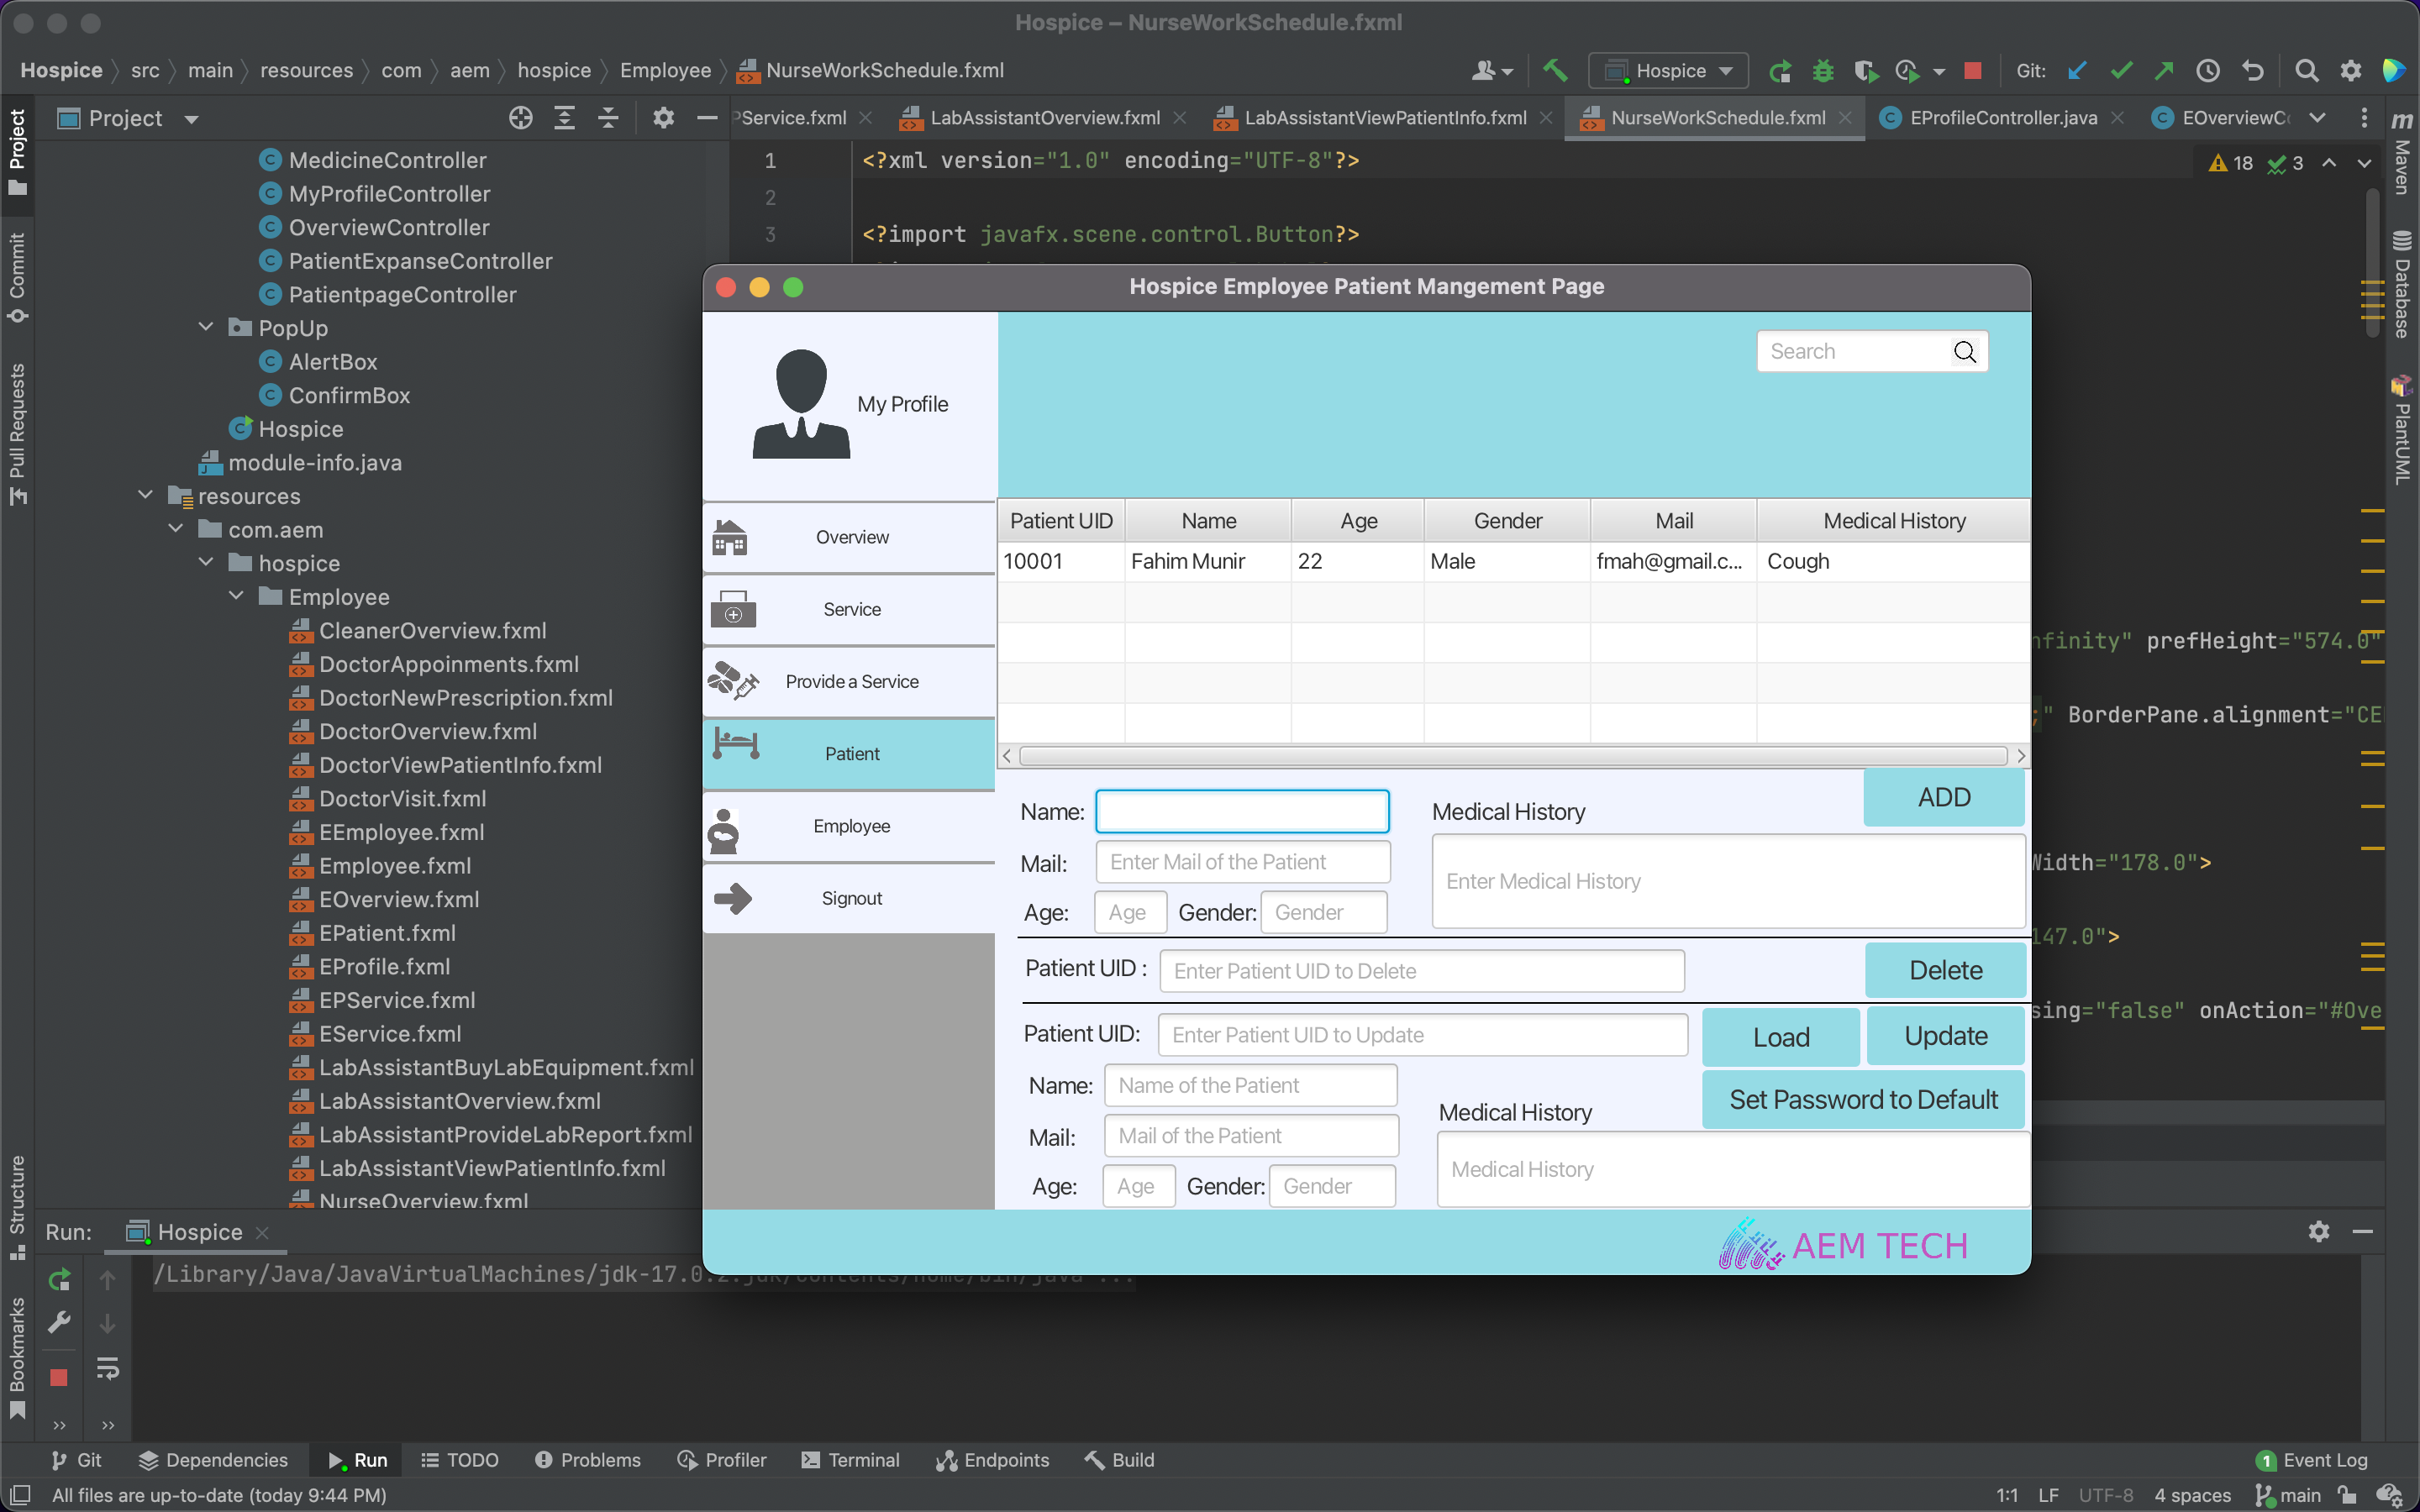 Hospice – NurseWorkSchedule.fxml
Hospice src main resources com aem hospice Employee NurseWorkSchedule.fxml
Hospice
Git:
Project
PService.fxml LabAssistantOverview.fxml LabAssistantViewPatientInfo.fxml NurseWorkSchedule.fxml EProfileController.java EOverviewC
Project
Commit
Pull Requests
Structure
Bookmarks
Maven
Database
PlantUML
MedicineController
MyProfileController
OverviewController
PatientExpanseController
PatientpageController
PopUp
AlertBox
ConfirmBox
Hospice
module-info.java
resources
com.aem
hospice
Employee
CleanerOverview.fxml
DoctorAppoinments.fxml
DoctorNewPrescription.fxml
DoctorOverview.fxml
DoctorViewPatientInfo.fxml
DoctorVisit.fxml
EEmployee.fxml
Employee.fxml
EOverview.fxml
EPatient.fxml
EProfile.fxml
EPService.fxml
EService.fxml
LabAssistantBuyLabEquipment.fxml
LabAssistantOverview.fxml
LabAssistantProvideLabReport.fxml
LabAssistantViewPatientInfo.fxml
NurseOverview.fxml
1 <?xml version="1.0" encoding="UTF-8"?>
2
3 <?import javafx.scene.control.Button?>
18 3
nfinity" prefHeight="574.0"
;" BorderPane.alignment="CE
Width="178.0">
147.0">
sing="false" onAction="#Ove
Hospice Employee Patient Mangement Page
My Profile
Search
Overview
Service
Provide a Service
Patient
Employee
Signout
Patient UID Name Age Gender Mail Medical History
10001 Fahim Munir 22 Male fmah@gmail.c... Cough
Name: Medical History ADD
Mail: Enter Mail of the Patient Enter Medical History
Age: Age Gender: Gender
Patient UID : Enter Patient UID to Delete Delete
Patient UID: Enter Patient UID to Update Load Update
Name: Name of the Patient Set Password to Default
Mail: Mail of the Patient Medical History
Age: Age Gender: Gender Medical History
AEM TECH
Run: Hospice
/Library/Java/JavaVirtualMachines/jdk-17.0.2.jdk/Contents/Home/bin/java ...
Git Dependencies Run TODO Problems Profiler Terminal Endpoints Build 1 Event Log
All files are up-to-date (today 9:44 PM) 1:1 LF UTF-8 4 spaces main